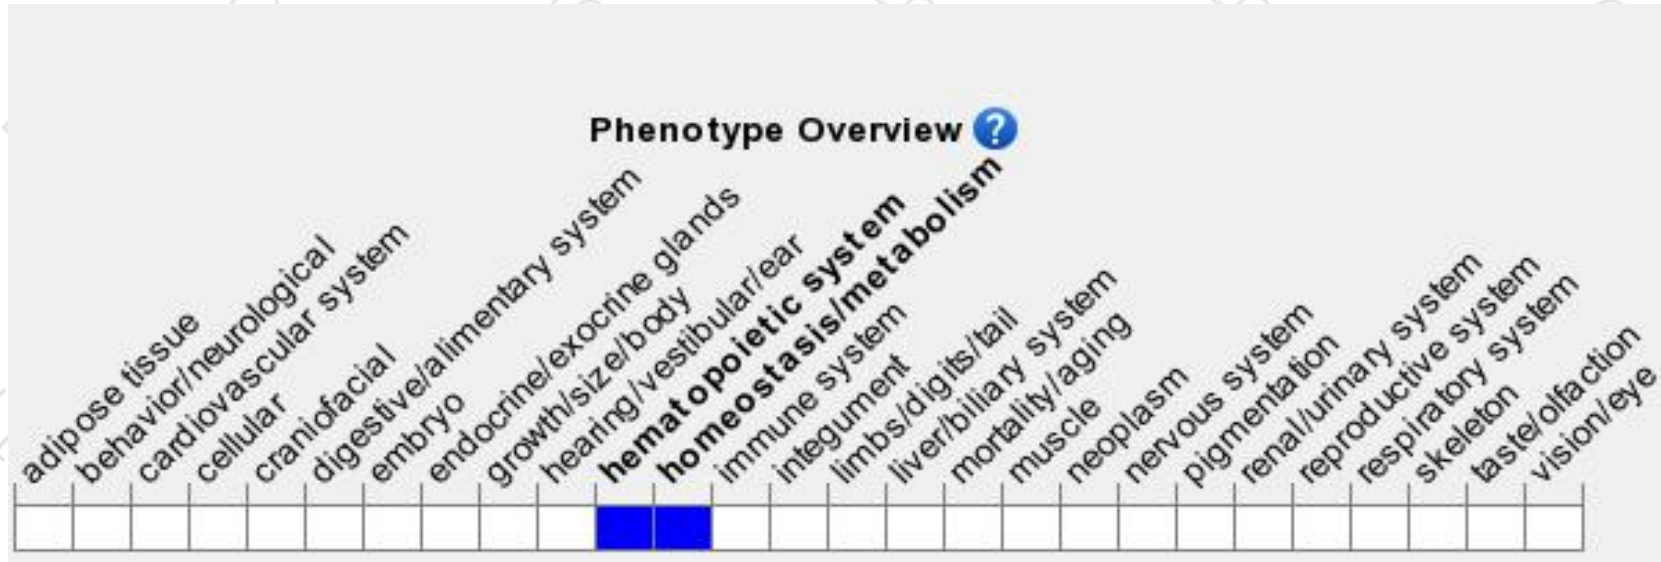 Phenotype Overview ?
adipose tissue
behavior/neurological
cardiovascular system
cellular
craniofacial
digestive/alimentary system
embryo
endocrine/exocrine glands
growth/size/body
hearing/vestibular/ear
hematopoietic system
homeostasis/metabolism
immune system
integument
limbs/digits/tail
liver/biliary system
mortality/aging
muscle
neoplasm
nervous system
pigmentation
renal/urinary system
reproductive system
respiratory system
skeleton
taste/olfaction
vision/eye